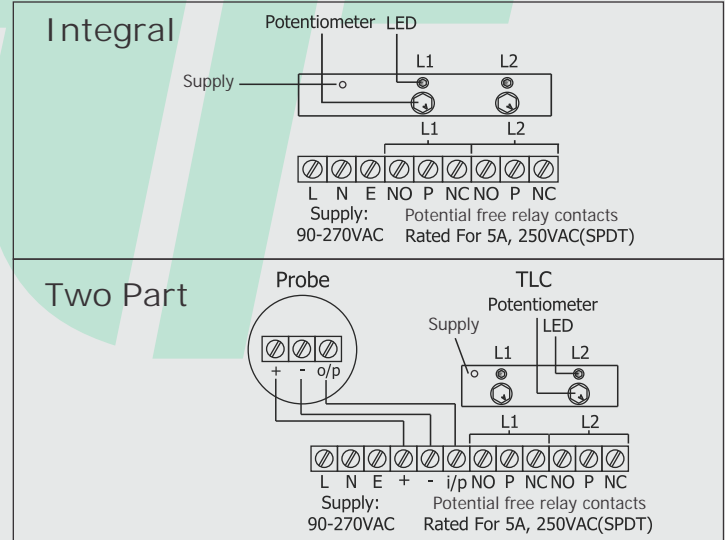 Integral
Potentiometer LED
L1 L2
Supply
L1 L2
L N E NO P NC NO P NC
Supply: Potential free relay contacts
90-270VAC Rated For 5A, 250VAC(SPDT)
Two Part
Probe TLC
Potentiometer
Supply LED
L1 L2
+ - o/p
L1 L2
L N E + - i/p NO P NC NO P NC
Supply: Potential free relay contacts
90-270VAC Rated For 5A, 250VAC(SPDT)